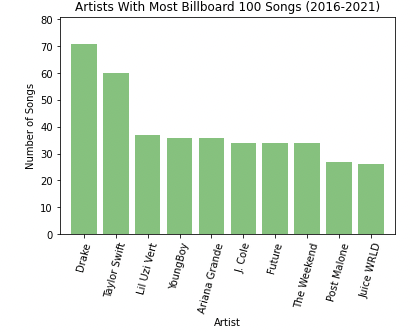 Artists With Most Billboard 100 Songs (2016-2021)
80
70
60
50
40
30
20
10
0
Number of Songs
Drake
Taylor Swift
Lil Uzi Vert
YoungBoy
Ariana Grande
J. Cole
Future
The Weekend
Post Malone
Juice WRLD
Artist